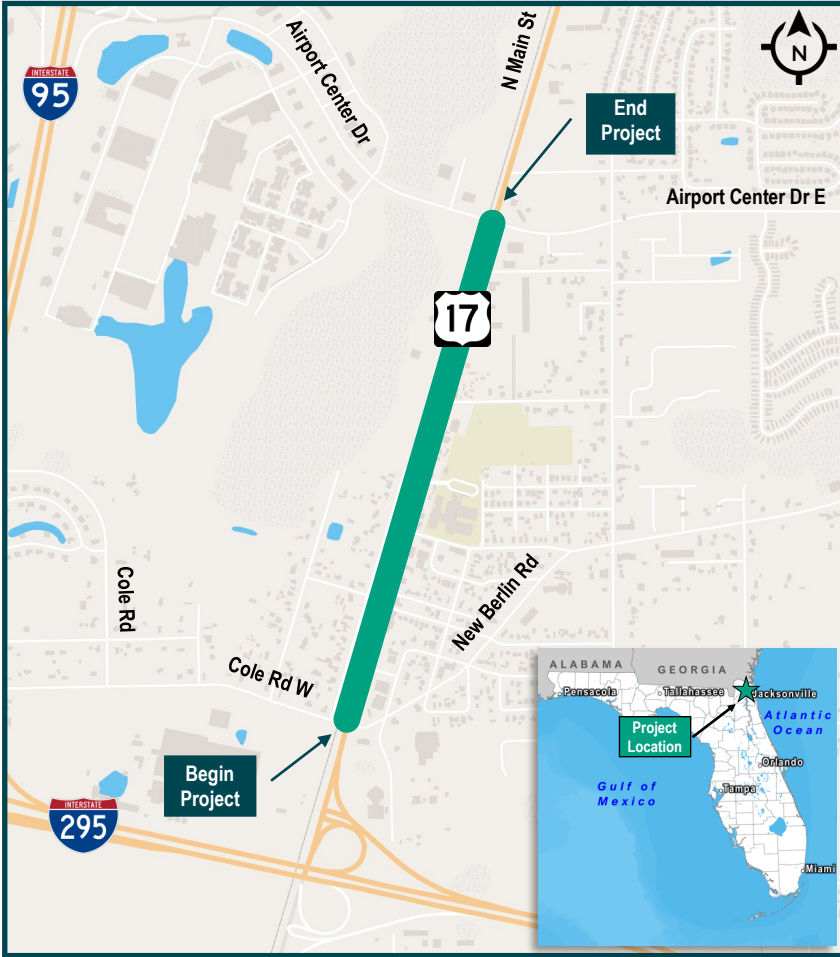 N Main St
N
INTERSTATE
95
Airport Center Dr
End
Project
Airport Center Dr E
17
Cole Rd
New Berlin Rd
Cole Rd W
Begin
Project
INTERSTATE
295
ALABAMA
GEORGIA
Pensacola
Tallahassee
Jacksonville
Project
Location
Atlantic
Ocean
Orlando
Gulf of
Mexico
Tampa
Miami